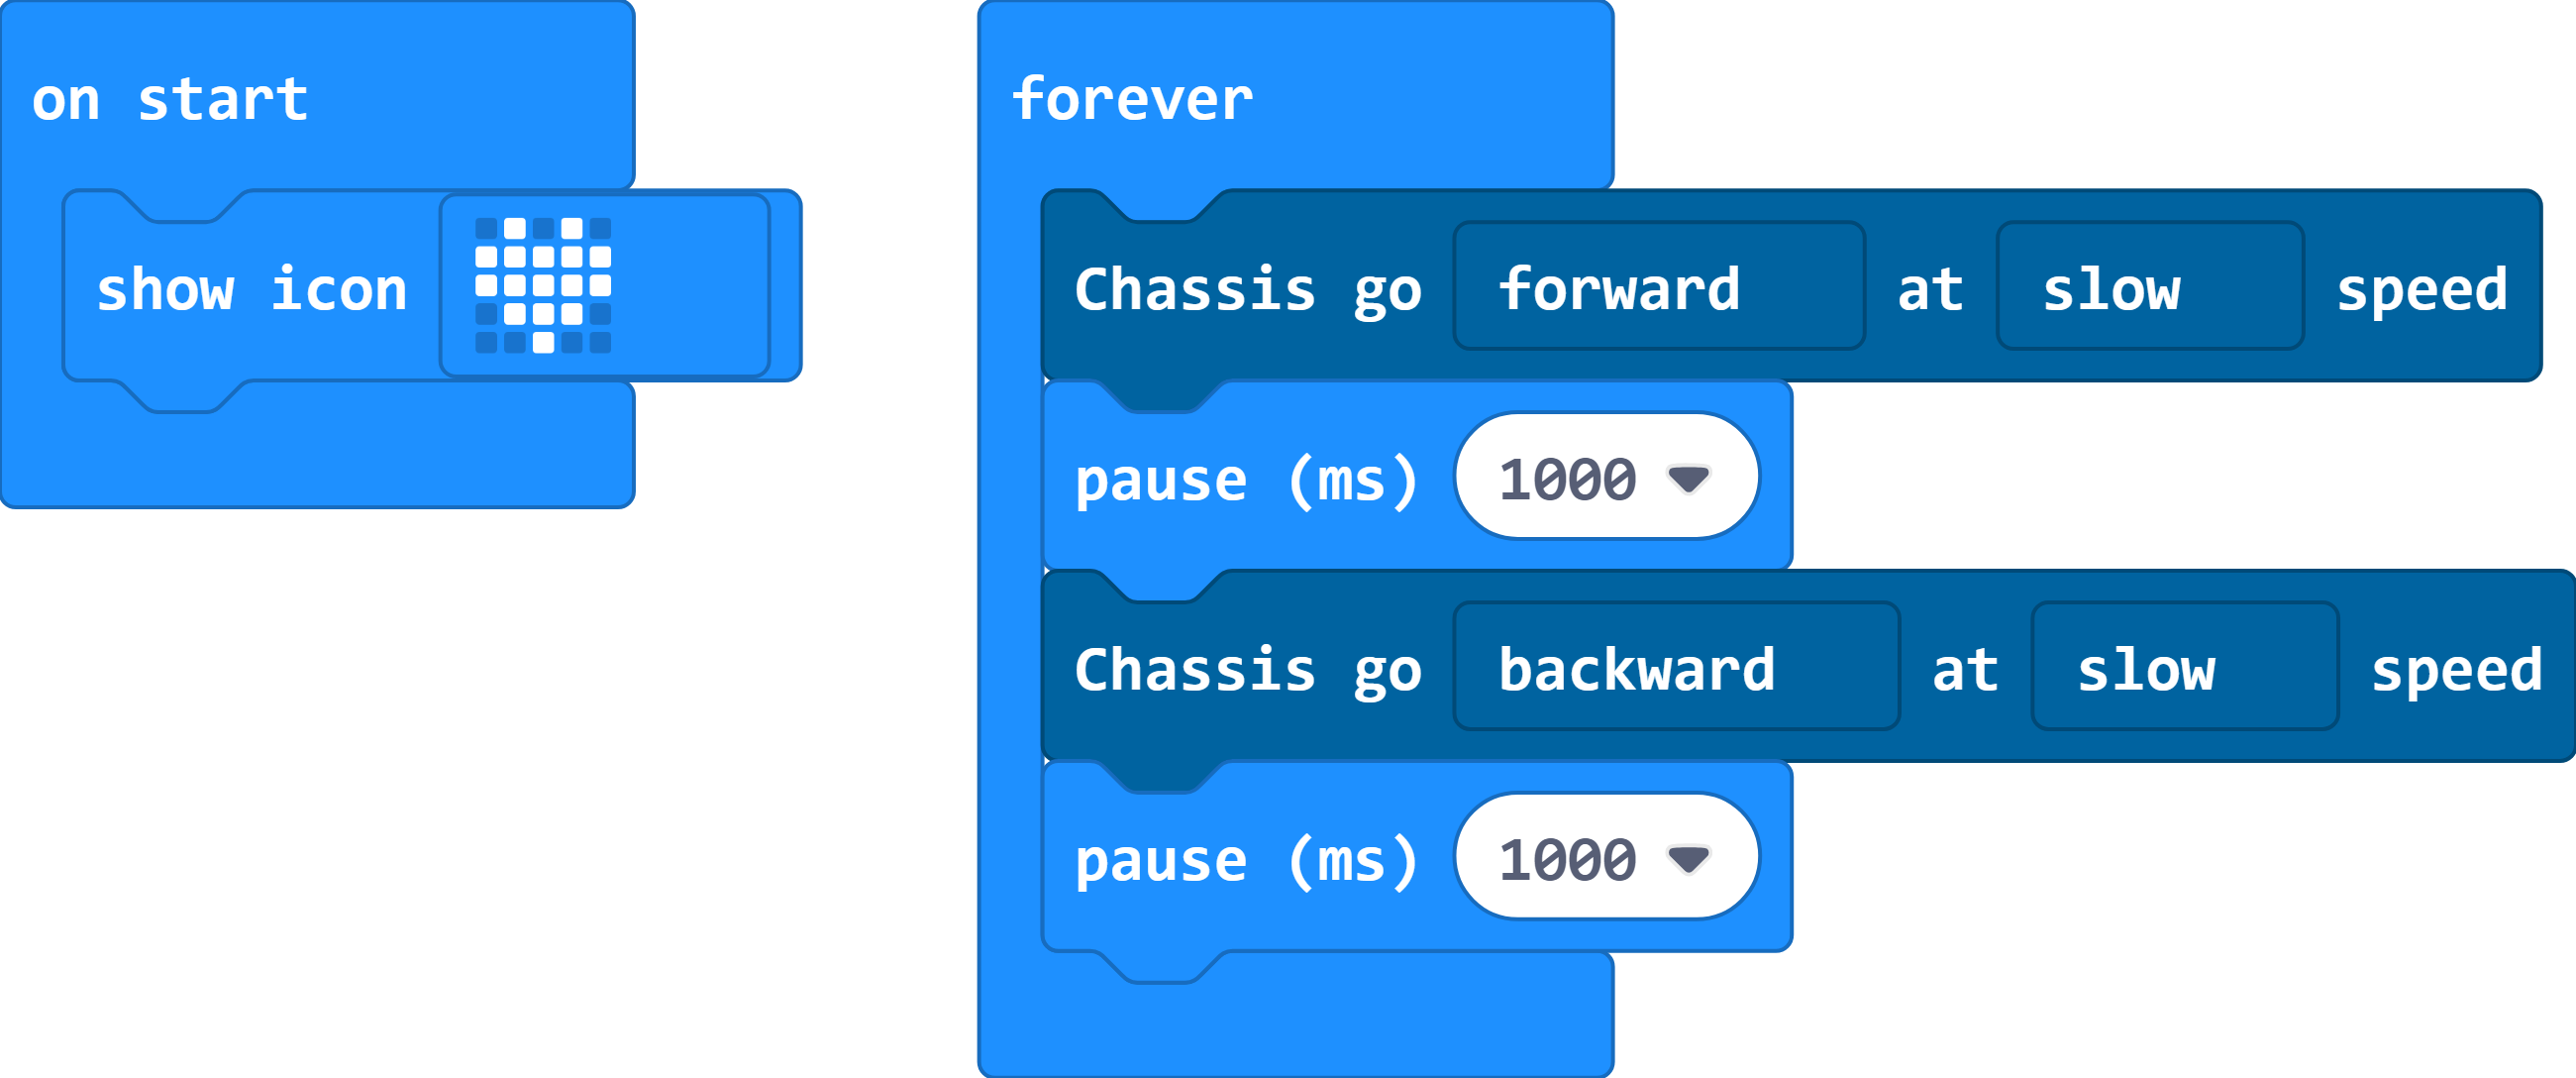 on start
show icon
forever
Chassis go forward at slow speed
pause (ms) 1000
Chassis go backward at slow speed
pause (ms) 1000